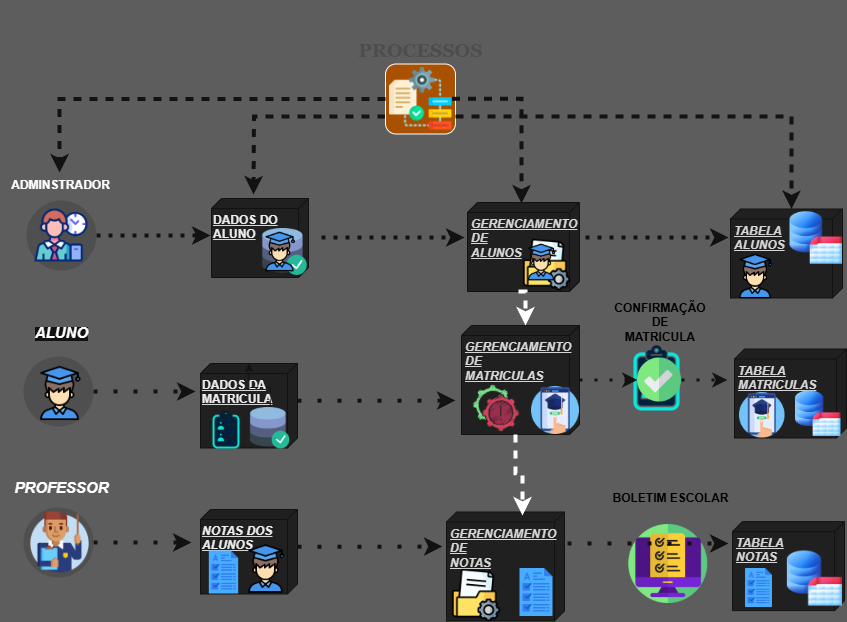 PROCESSOS
ADMINSTRADOR
DADOS DO
ALUNO
GERENCIAMENTO
DE
ALUNOS
TABELA
ALUNOS
ALUNO
DADOS DA
MATRICULA
GERENCIAMENTO
DE
MATRICULAS
CONFIRMAÇÃO
DE
MATRICULA
TABELA
MATRICULAS
PROFESSOR
NOTAS DOS
ALUNOS
GERENCIAMENTO
DE
NOTAS
BOLETIM ESCOLAR
TABELA
NOTAS